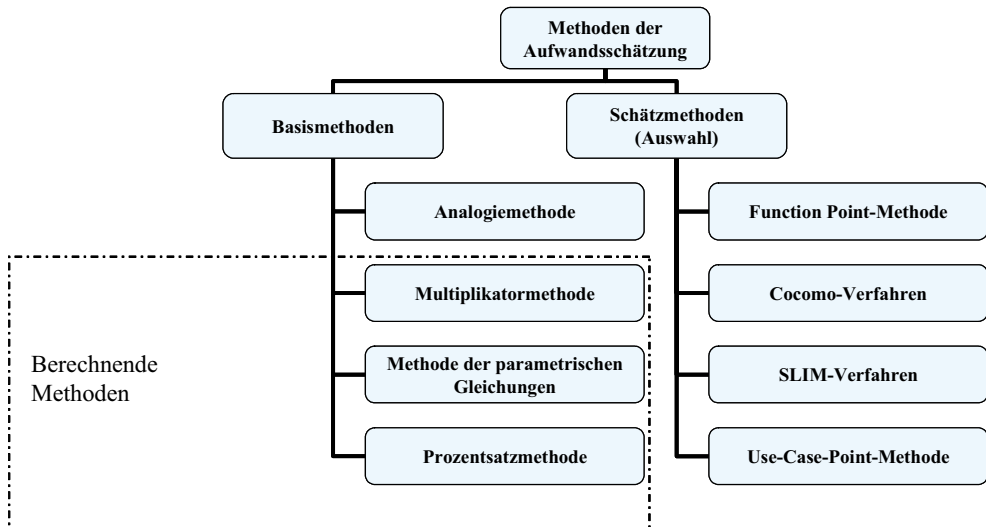 Methoden der
Aufwandsschätzung
Basismethoden
Schätzmethoden
(Auswahl)
Analogiemethode
Function Point-Methode
Multiplikatormethode
Cocomo-Verfahren
Berechnende
Methoden
Methode der parametrischen
Gleichungen
SLIM-Verfahren
Prozentsatzmethode
Use-Case-Point-Methode